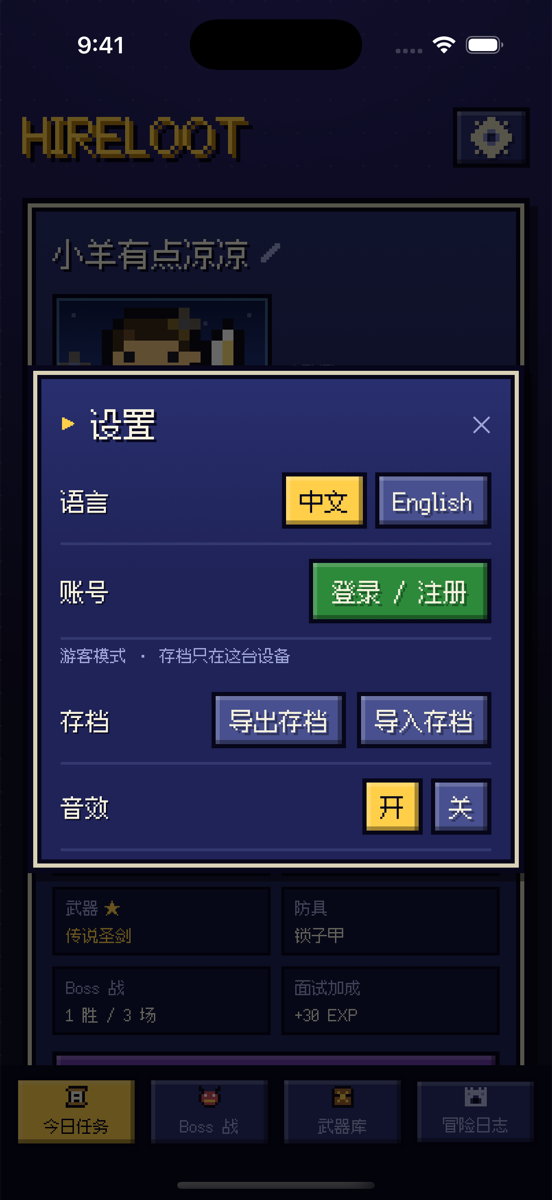 9:41
HIRELOOT
小羊有点凉凉
设置
语言 中文 English
账号 登录 / 注册
游客模式 · 存档只在这台设备
存档 导出存档 导入存档
音效 开 关
武器 防具
传说圣剑 锁子甲
Boss 战 面试加成
1 胜 / 3 场 +30 EXP
今日任务 Boss 战 武器库 冒险日志